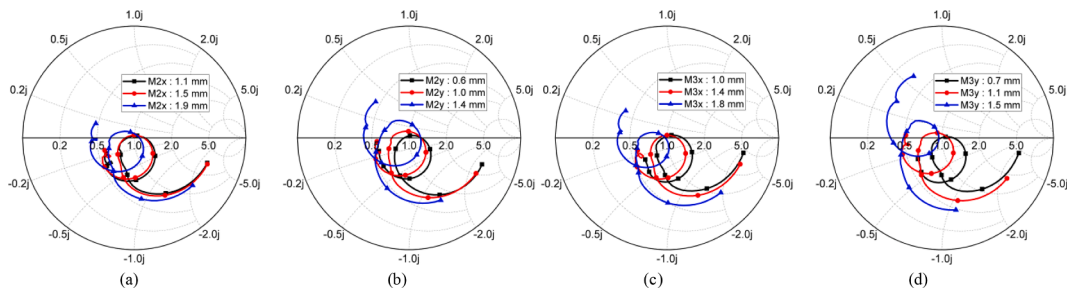 1.0j
0.5j
2.0j
M2x : 1.1 mm
M2x : 1.5 mm
M2x : 1.9 mm
0.2j
5.0j
0.2
0.5
1.0
2.0
5.0
-0.2j
-5.0j
-0.5j
-2.0j
-1.0j
(a)
1.0j
0.5j
2.0j
M2y : 0.6 mm
M2y : 1.0 mm
M2y : 1.4 mm
0.2j
5.0j
0.2
0.5
1.0
2.0
5.0
-0.2j
-5.0j
-0.5j
-2.0j
-1.0j
(b)
1.0j
0.5j
2.0j
M3x : 1.0 mm
M3x : 1.4 mm
M3x : 1.8 mm
0.2j
5.0j
0.2
0.5
1.0
2.0
5.0
-0.2j
-5.0j
-0.5j
-2.0j
-1.0j
(c)
1.0j
0.5j
2.0j
M3y : 0.7 mm
M3y : 1.1 mm
M3y : 1.5 mm
0.2j
5.0j
0.2
0.5
1.0
2.0
5.0
-0.2j
-5.0j
-0.5j
-2.0j
-1.0j
(d)